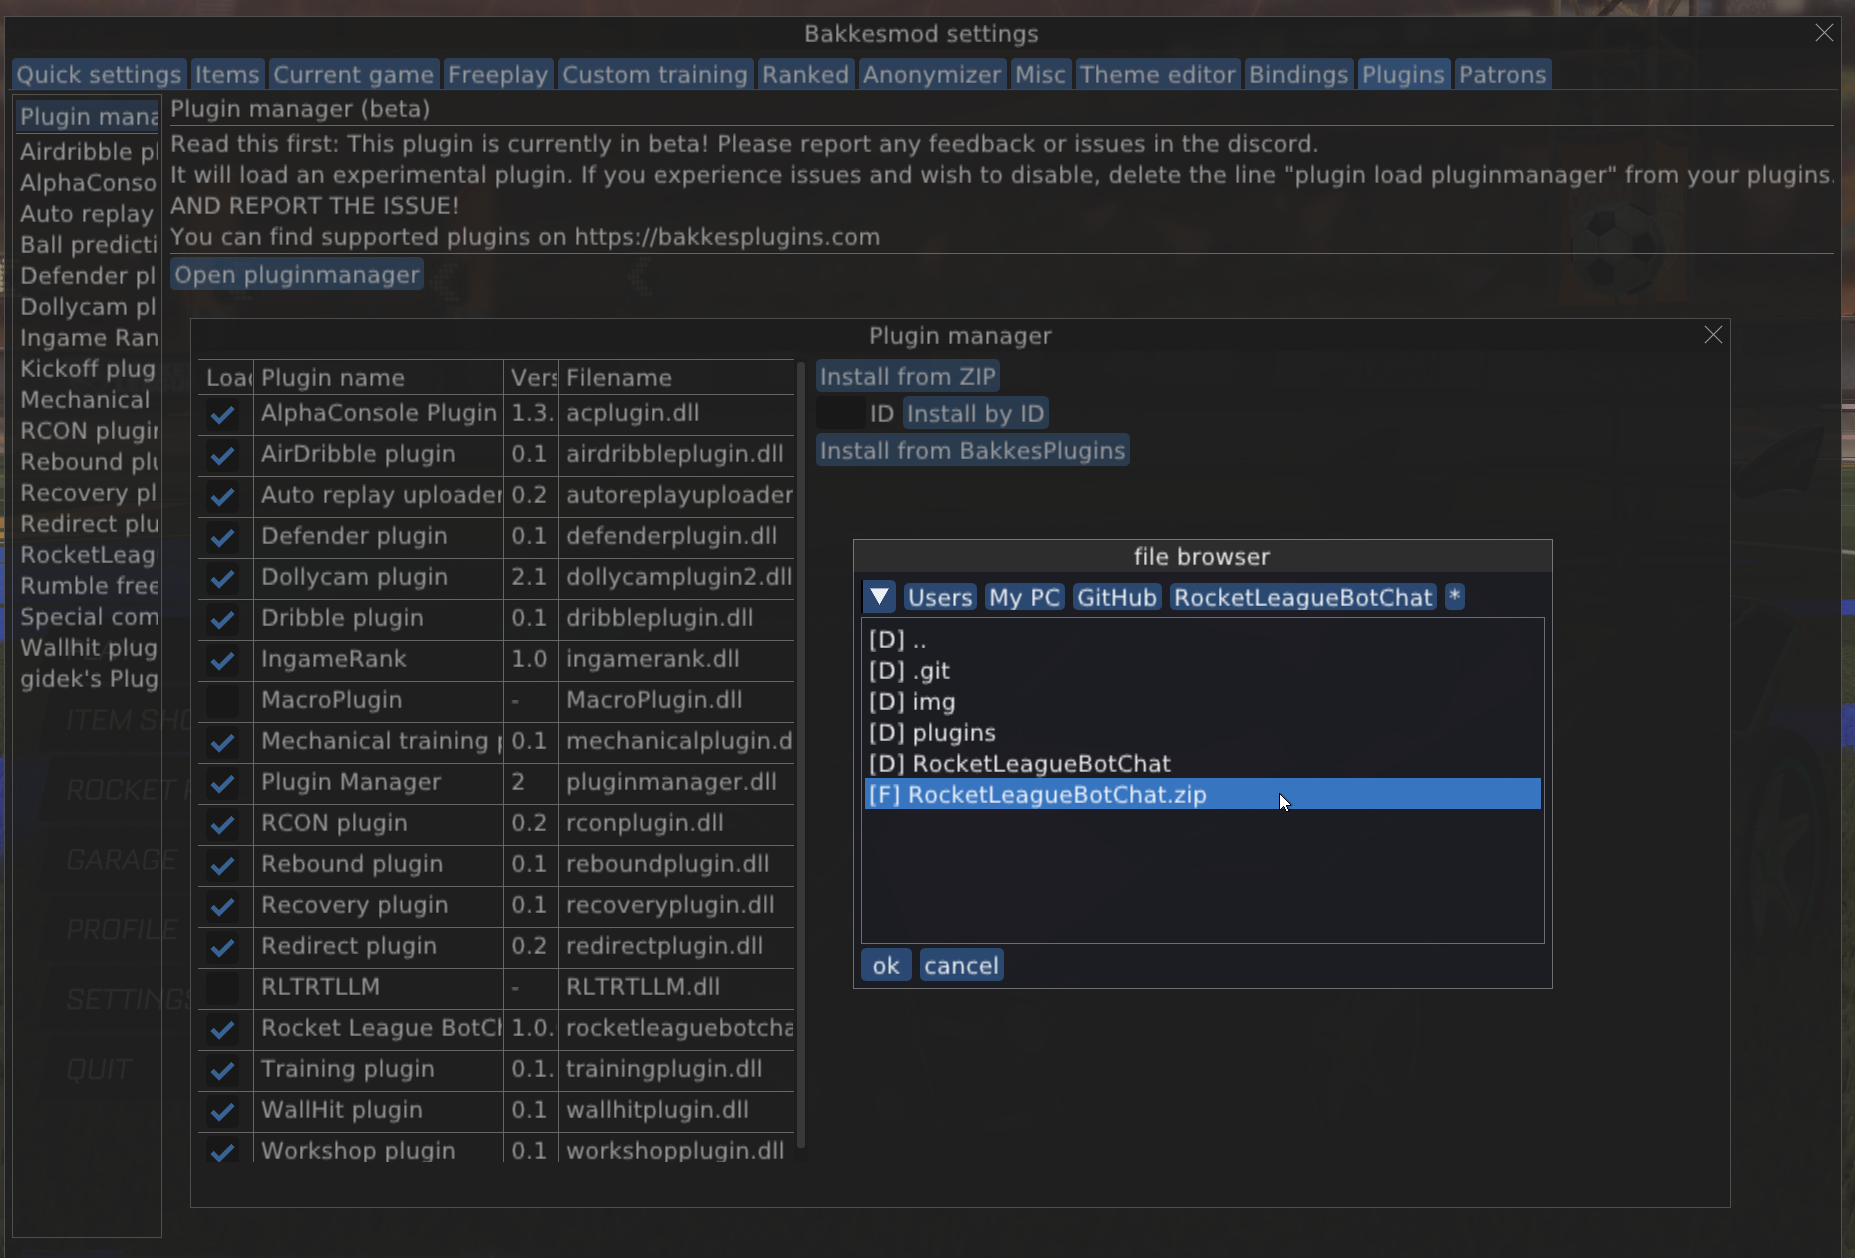 Bakkesmod settings
Quick settings Items Current game Freeplay Custom training Ranked Anonymizer Misc Theme editor Bindings Plugins Patrons
Plugin mana
Airdribble pl
AlphaConso
Auto replay
Ball predicti
Defender pl
Dollycam pl
Ingame Ran
Kickoff plug
Mechanical
RCON plugin
Rebound plu
Recovery pl
Redirect plu
RocketLeag
Rumble free
Special com
Wallhit plug
gidek's Plug
Plugin manager (beta)
Read this first: This plugin is currently in beta! Please report any feedback or issues in the discord.
It will load an experimental plugin. If you experience issues and wish to disable, delete the line "plugin load pluginmanager" from your plugins.
AND REPORT THE ISSUE!
You can find supported plugins on https://bakkesplugins.com
Open pluginmanager
Plugin manager
Load Plugin name Vers Filename
AlphaConsole Plugin 1.3. acplugin.dll
AirDribble plugin 0.1 airdribbleplugin.dll
Auto replay uploader 0.2 autoreplayuploader
Defender plugin 0.1 defenderplugin.dll
Dollycam plugin 2.1 dollycamplugin2.dll
Dribble plugin 0.1 dribbleplugin.dll
IngameRank 1.0 ingamerank.dll
MacroPlugin - MacroPlugin.dll
Mechanical training p 0.1 mechanicalplugin.d
Plugin Manager 2 pluginmanager.dll
RCON plugin 0.2 rconplugin.dll
Rebound plugin 0.1 reboundplugin.dll
Recovery plugin 0.1 recoveryplugin.dll
Redirect plugin 0.2 redirectplugin.dll
RLTRTLLM - RLTRTLLM.dll
Rocket League BotCh 1.0. rocketleaguebotcha
Training plugin 0.1. trainingplugin.dll
WallHit plugin 0.1 wallhitplugin.dll
Workshop plugin 0.1 workshopplugin.dll
Install from ZIP
ID Install by ID
Install from BakkesPlugins
file browser
Users My PC GitHub RocketLeagueBotChat *
[D] ..
[D] .git
[D] img
[D] plugins
[D] RocketLeagueBotChat
[F] RocketLeagueBotChat.zip
ok cancel
ITEM SHO
ROCKET P
GARAGE
PROFILE
SETTINGS
QUIT